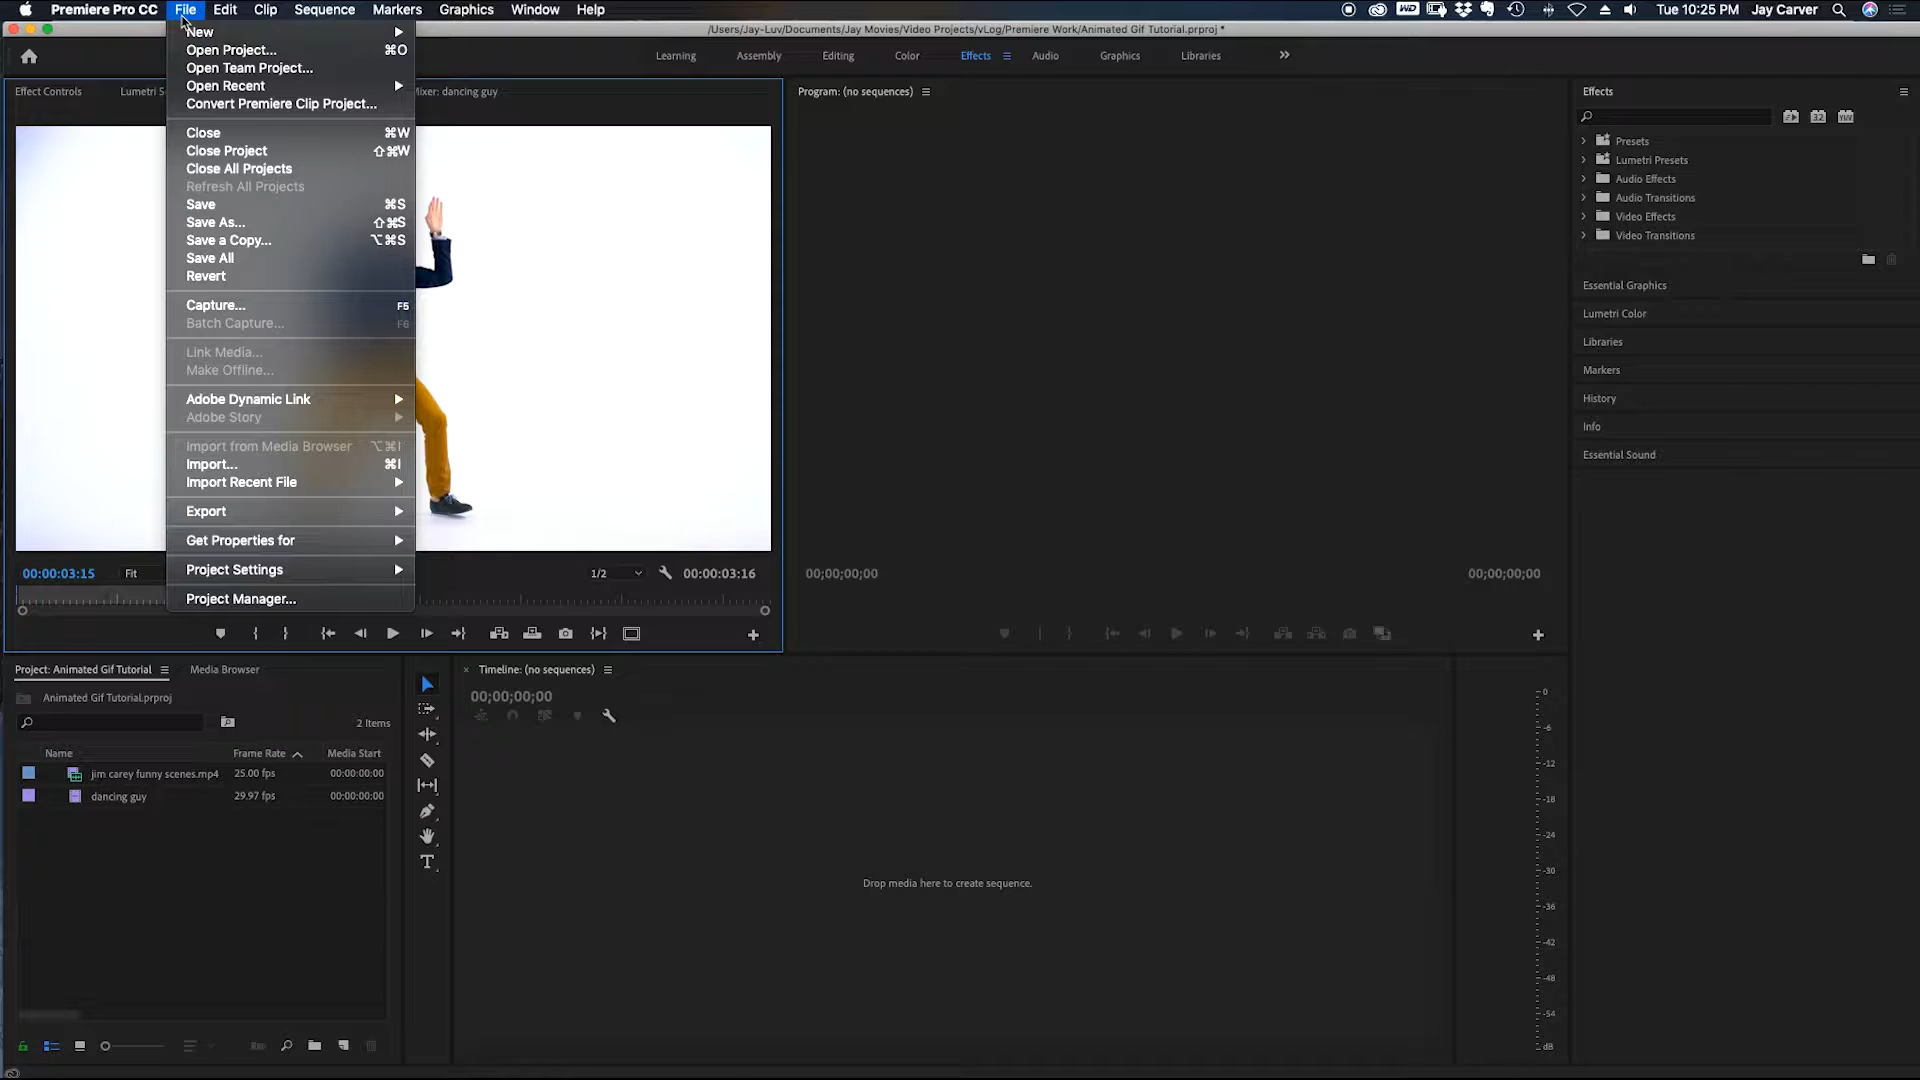 Premiere Pro CC File Edit Clip Sequence Markers Graphics Window Help Tue 10:25 PM Jay Carver
/Users/Jay-Luv/Documents/Jay Movies/Video Projects/vLog/Premiere Work/Animated Gif Tutorial.prproj *
Learning Assembly Editing Color Effects Audio Graphics Libraries
New
Open Project... ⌘O
Open Team Project...
Open Recent
Convert Premiere Clip Project...
Close ⌘W
Close Project ⇧⌘W
Close All Projects
Refresh All Projects
Save ⌘S
Save As... ⇧⌘S
Save a Copy... ⌥⌘S
Save All
Revert
Capture... F5
Batch Capture... F6
Link Media...
Make Offline...
Adobe Dynamic Link
Adobe Story
Import from Media Browser ⌥⌘I
Import... ⌘I
Import Recent File
Export
Get Properties for
Project Settings
Project Manager...
Effect Controls Lumetri S
Mixer: dancing guy
00:00:03:15 Fit 1/2 00:00:03:16
Program: (no sequences)
00;00;00;00 00;00;00;00
Effects
32 YUV
Presets
Lumetri Presets
Audio Effects
Audio Transitions
Video Effects
Video Transitions
Essential Graphics
Lumetri Color
Libraries
Markers
History
Info
Essential Sound
Project: Animated Gif Tutorial Media Browser
Animated Gif Tutorial.prproj
2 Items
Name Frame Rate Media Start
jim carey funny scenes.mp4 25.00 fps 00:00:00:00
dancing guy 29.97 fps 00:00:00:00
Timeline: (no sequences)
00;00;00;00
Drop media here to create sequence.
0
-6
-12
-18
-24
-30
-36
-42
-48
-54
dB